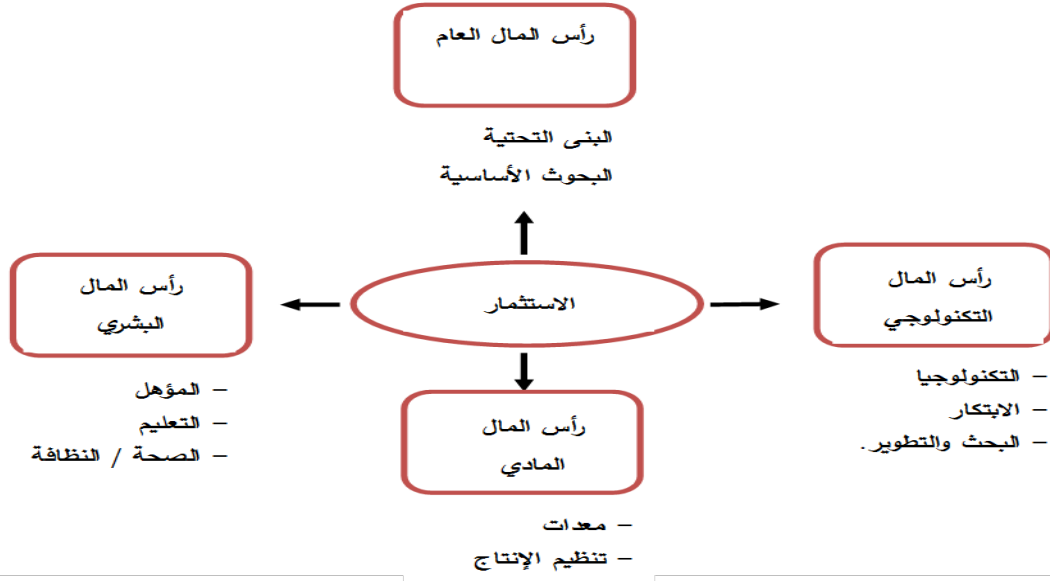 رأس المال العام
البنى التحتية
البحوث الأساسية
رأس المال
التكنولوجي
– التكنولوجيا
– الابتكار
– البحث والتطوير.
الاستثمار
رأس المال
البشري
– المؤهل
– التعليم
– الصحة / النظافة
رأس المال
المادي
– معدات
– تنظيم الإنتاج